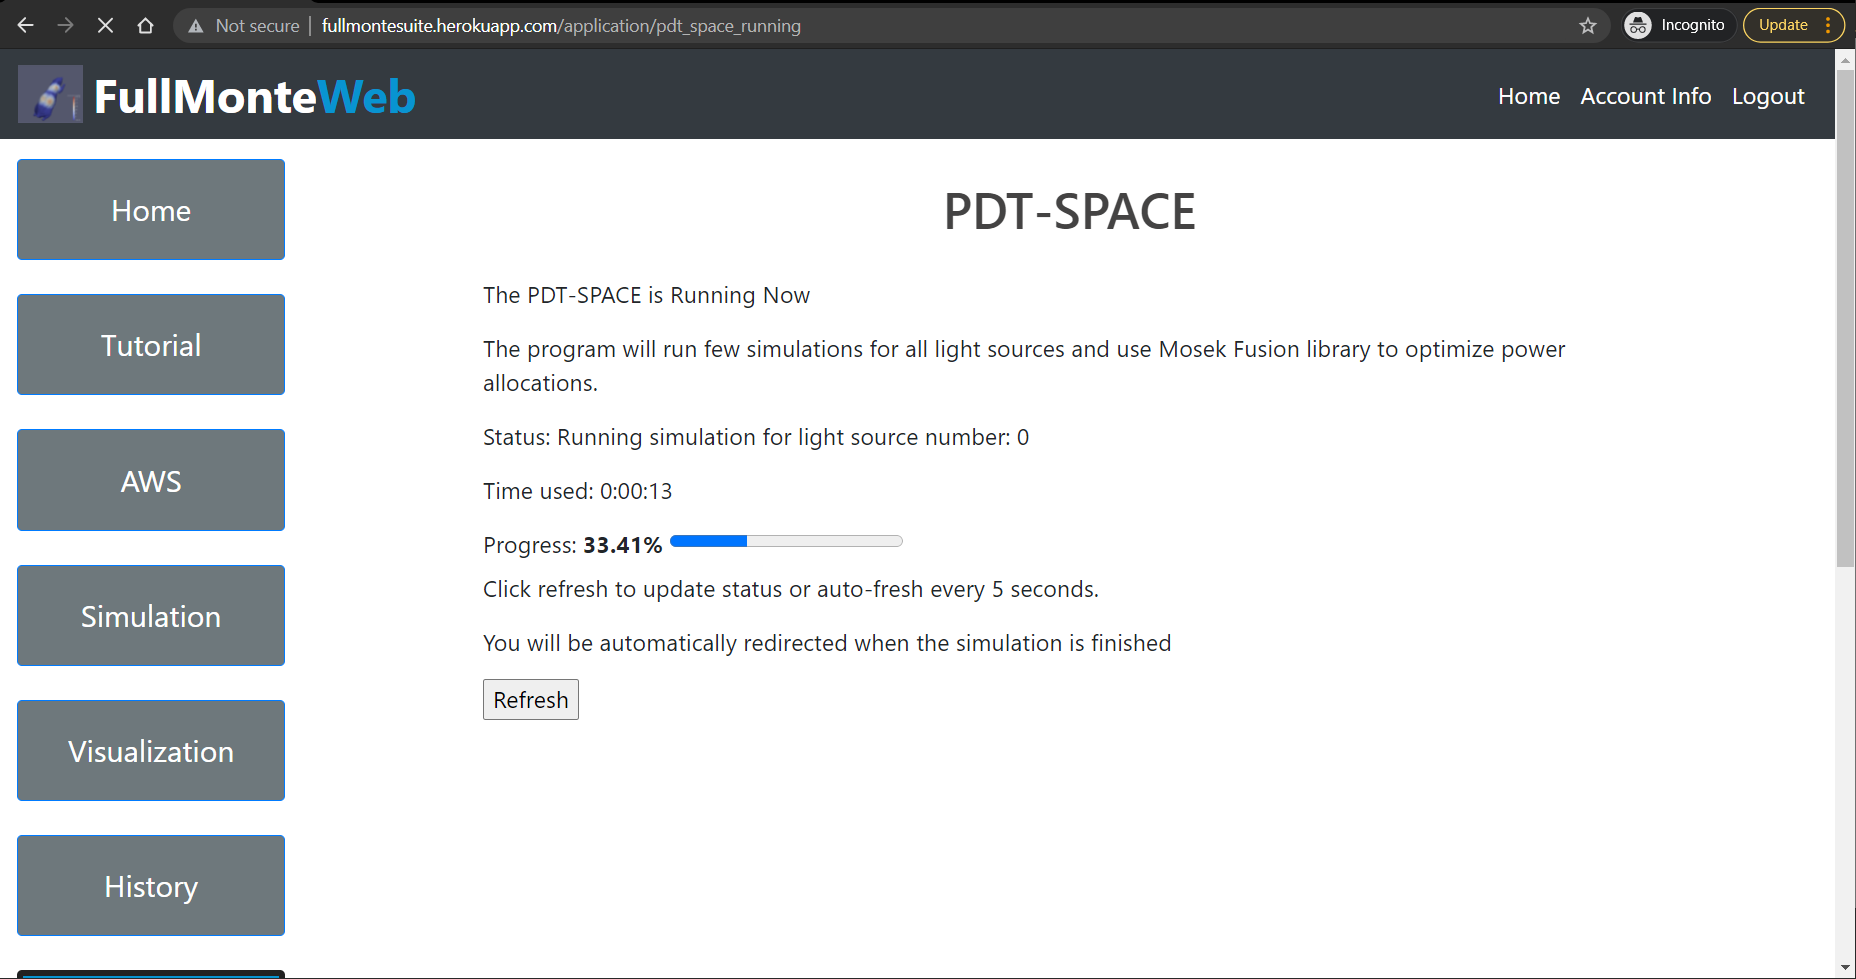 Not secure | fullmontesuite.herokuapp.com/application/pdt_space_running
Incognito
Update
FullMonteWeb
Home Account Info Logout
Home
Tutorial
AWS
Simulation
Visualization
History
PDT-SPACE
The PDT-SPACE is Running Now
The program will run few simulations for all light sources and use Mosek Fusion library to optimize power
allocations.
Status: Running simulation for light source number: 0
Time used: 0:00:13
Progress: 33.41%
Click refresh to update status or auto-fresh every 5 seconds.
You will be automatically redirected when the simulation is finished
Refresh